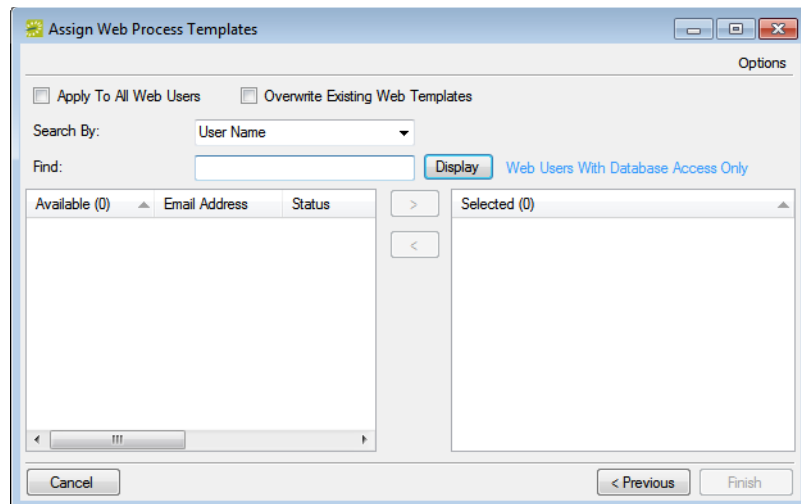 Assign Web Process Templates
Options
Apply To All Web Users Overwrite Existing Web Templates
Search By: User Name
Find: Display Web Users With Database Access Only
Available (0) Email Address Status > Selected (0)
<
Cancel < Previous Finish